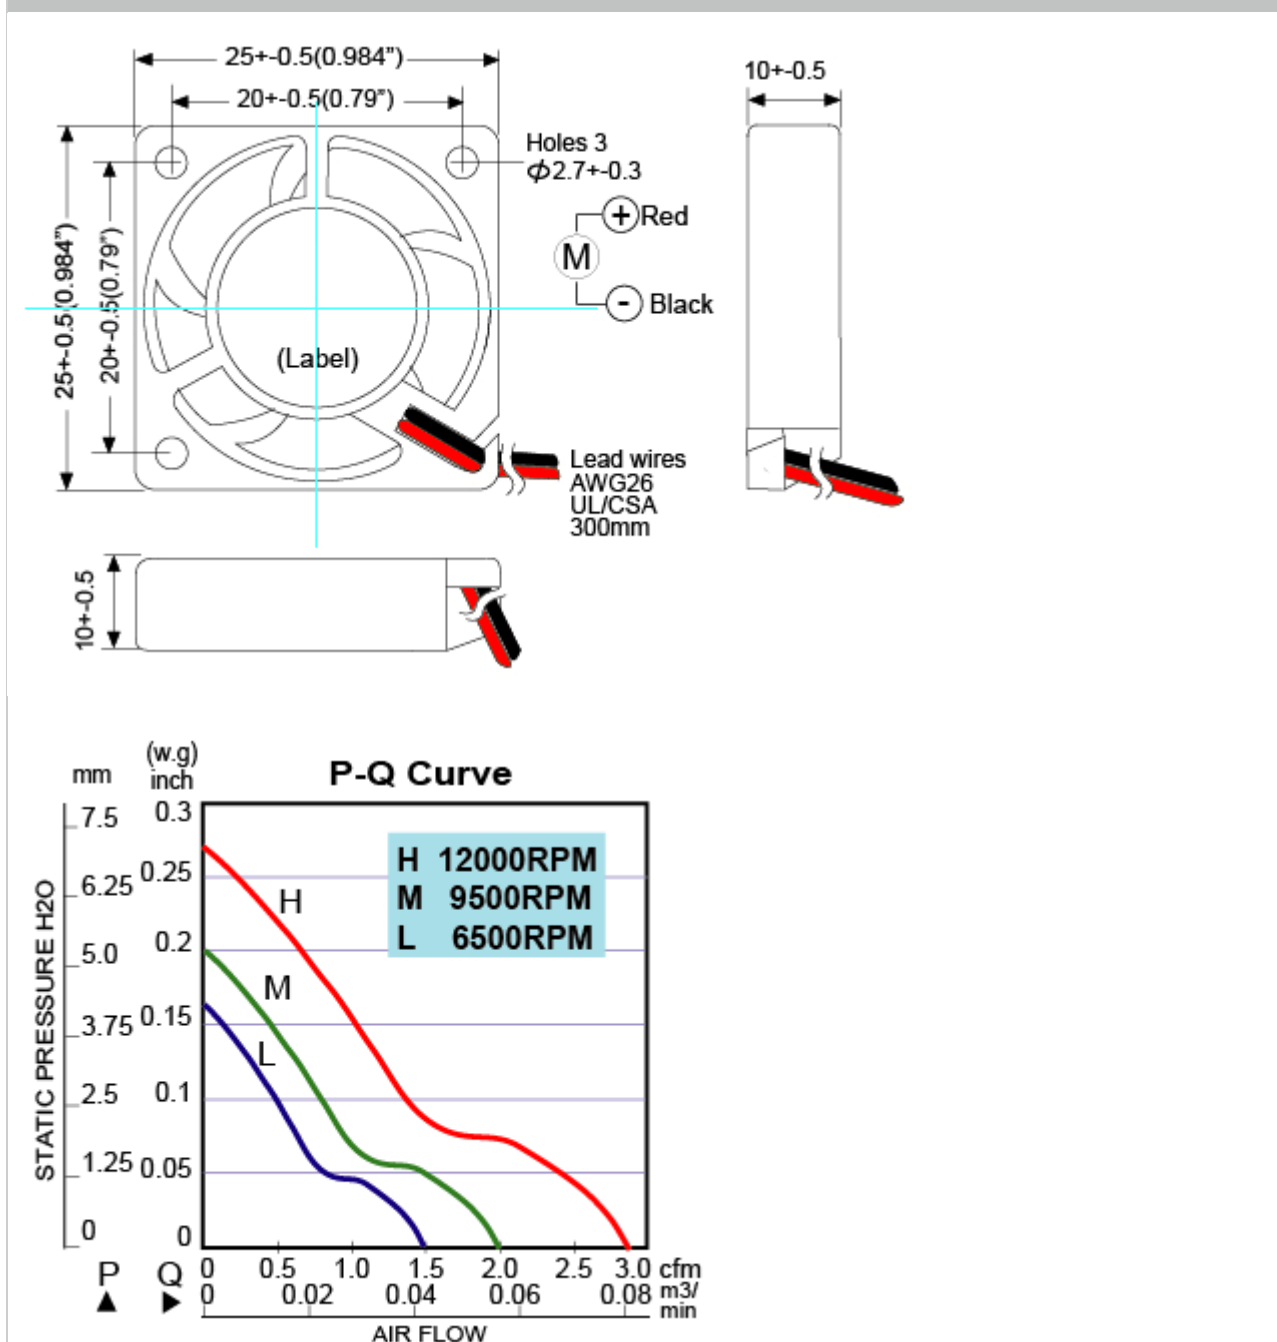 25+-0.5(0.984")
20+-0.5(0.79")
25+-0.5(0.984")
20+-0.5(0.79")
Holes 3
ϕ2.7+-0.3
+ Red
M
- Black
(Label)
Lead wires
AWG26
UL/CSA
300mm
10+-0.5
10+-0.5
P-Q Curve
mm
(w.g)
inch
STATIC PRESSURE H2O
7.5
6.25
5.0
3.75
2.5
1.25
0
0.3
0.25
0.2
0.15
0.1
0.05
0
H 12000RPM
M 9500RPM
L 6500RPM
H
M
L
P Q
0 0.5 1.0 1.5 2.0 2.5 3.0 cfm
0 0.02 0.04 0.06 0.08 m3/
min
AIR FLOW